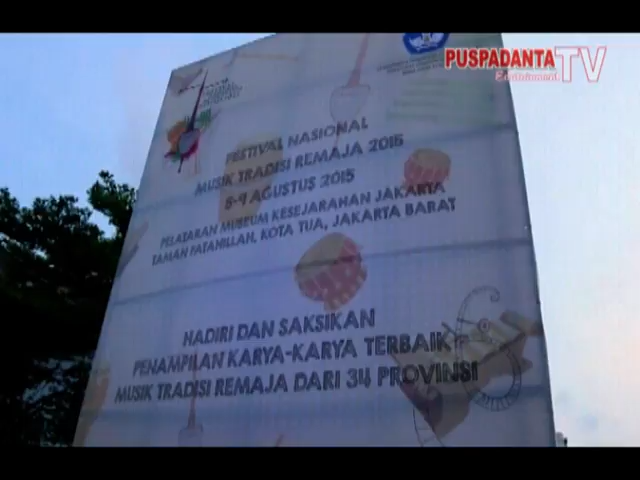 PUSPADANTA TV
Entertainment
FESTIVAL NASIONAL
MUSIK TRADISI REMAJA 2015
8-9 AGUSTUS 2015
PELATARAN MUSEUM KESEJARAHAN JAKARTA
TAMAN FATAHILLAH, KOTA TUA, JAKARTA BARAT
HADIRI DAN SAKSIKAN
PENAMPILAN KARYA-KARYA TERBAIK
MUSIK TRADISI REMAJA DARI 34 PROVINSI